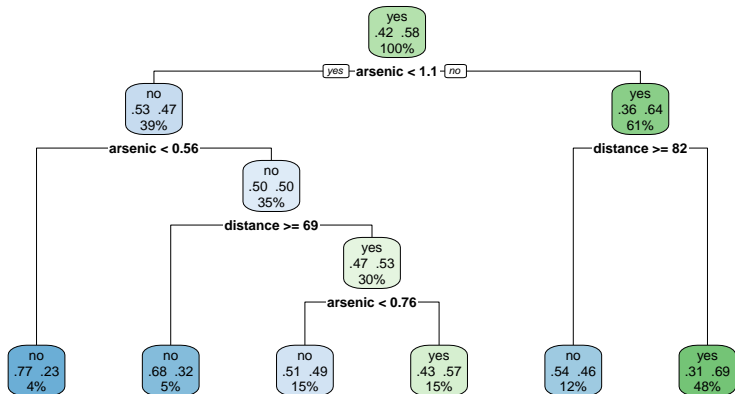 yes
.42 .58
100%
yes arsenic < 1.1 no
no
.53 .47
39%
yes
.36 .64
61%
arsenic < 0.56
distance >= 82
no
.50 .50
35%
distance >= 69
yes
.47 .53
30%
arsenic < 0.76
no
.77 .23
4%
no
.68 .32
5%
no
.51 .49
15%
yes
.43 .57
15%
no
.54 .46
12%
yes
.31 .69
48%